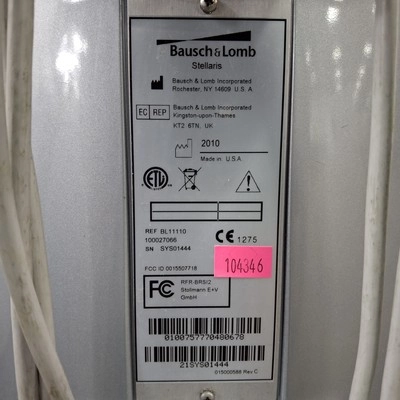 Bausch & Lomb
Stellaris
Bausch & Lomb Incorporated
Rochester, NY 14609 U.S. A
EC REP
Bausch & Lomb Incorporated
Kingston-upon-Thames
KT2 6TN, UK
2010
Made in U.S.A.
ETL
REF BL11110
100027066
SN SYS01444
CE 1275
104346
FCC ID 0015507718
FC
RFR-BRSI2
Stollmann E+V
GmbH
0100757770480678
21SYS01444
015000588 Rev C